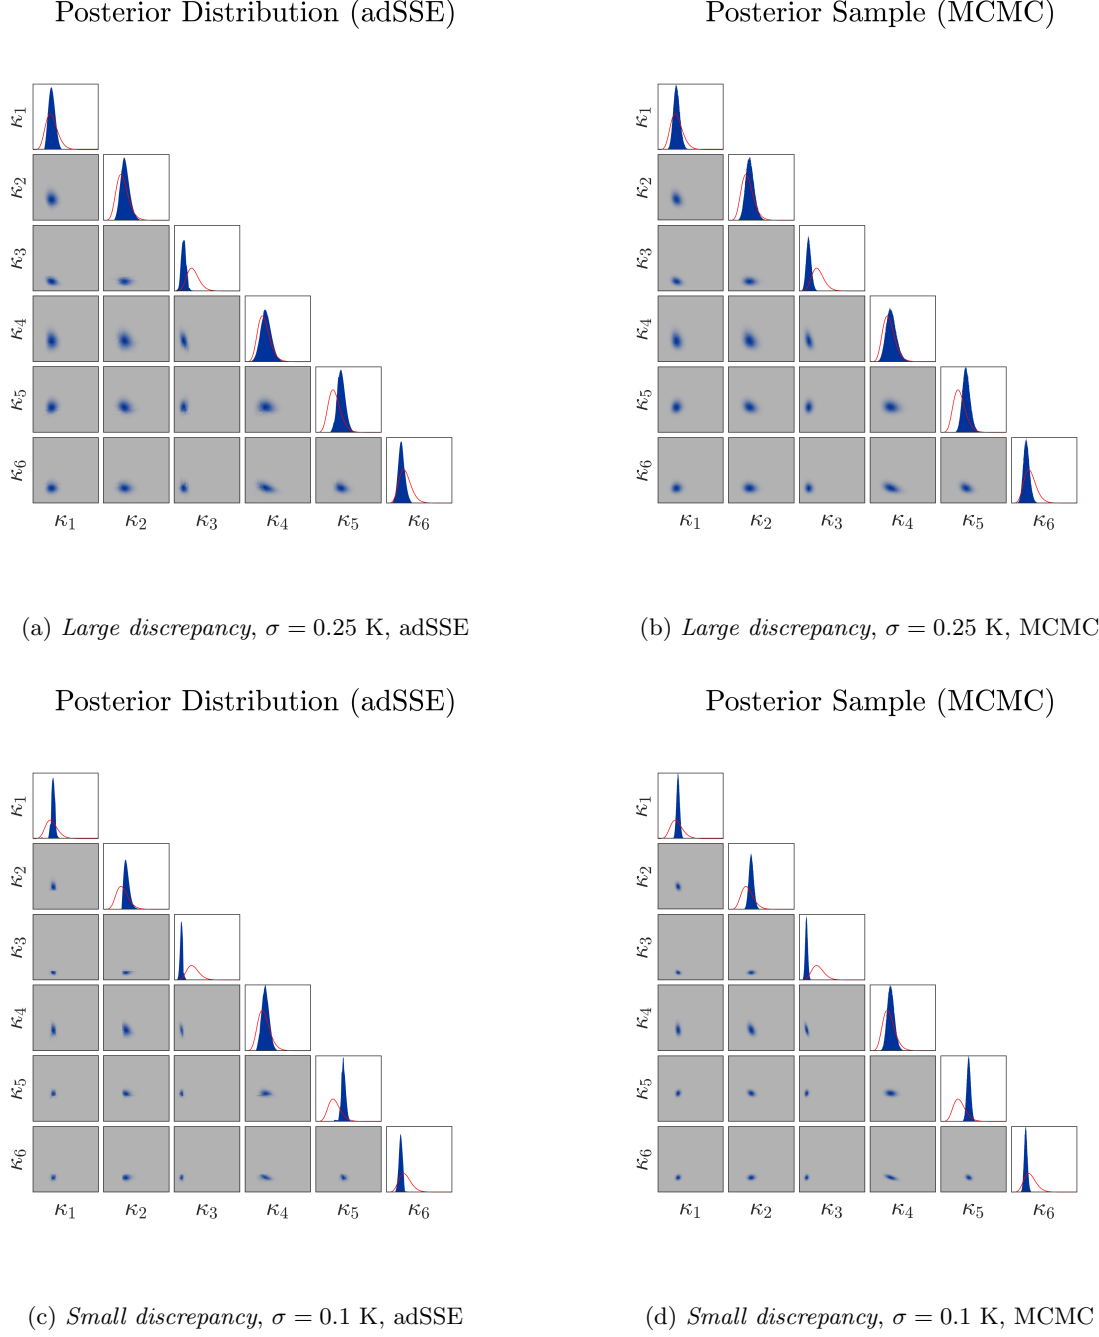 Posterior Distribution (adSSE)
κ1
κ2
κ3
κ4
κ5
κ6
κ1 κ2 κ3 κ4 κ5 κ6
(a) Large discrepancy, σ = 0.25 K, adSSE
Posterior Sample (MCMC)
κ1
κ2
κ3
κ4
κ5
κ6
κ1 κ2 κ3 κ4 κ5 κ6
(b) Large discrepancy, σ = 0.25 K, MCMC
Posterior Distribution (adSSE)
κ1
κ2
κ3
κ4
κ5
κ6
κ1 κ2 κ3 κ4 κ5 κ6
(c) Small discrepancy, σ = 0.1 K, adSSE
Posterior Sample (MCMC)
κ1
κ2
κ3
κ4
κ5
κ6
κ1 κ2 κ3 κ4 κ5 κ6
(d) Small discrepancy, σ = 0.1 K, MCMC